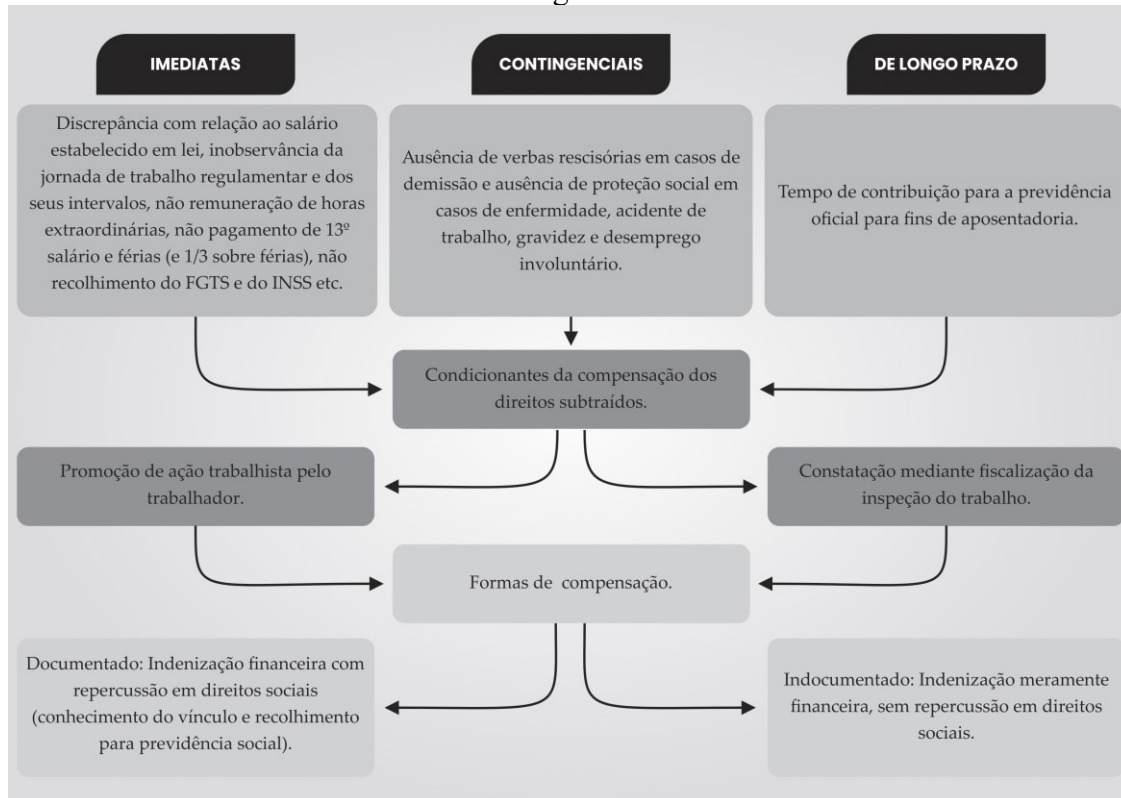 IMEDIATAS
CONTINGENCIAIS
DE LONGO PRAZO
Discrepância com relação ao salário
estabelecido em lei, inobservância da
jornada de trabalho regulamentar e dos
seus intervalos, não remuneração de horas
extraordinárias, não pagamento de 13º
salário e férias (e 1/3 sobre férias), não
recolhimento do FGTS e do INSS etc.
Ausência de verbas rescisórias em casos de
demissão e ausência de proteção social em
casos de enfermidade, acidente de
trabalho, gravidez e desemprego
involuntário.
Tempo de contribuição para a previdência
oficial para fins de aposentadoria.
Condicionantes da compensação dos
direitos subtraídos.
Promoção de ação trabalhista pelo
trabalhador.
Constatação mediante fiscalização da
inspeção do trabalho.
Formas de compensação.
Documentado: Indenização financeira com
repercussão em direitos sociais
(conhecimento do vínculo e recolhimento
para previdência social).
Indocumentado: Indenização meramente
financeira, sem repercussão em direitos
sociais.